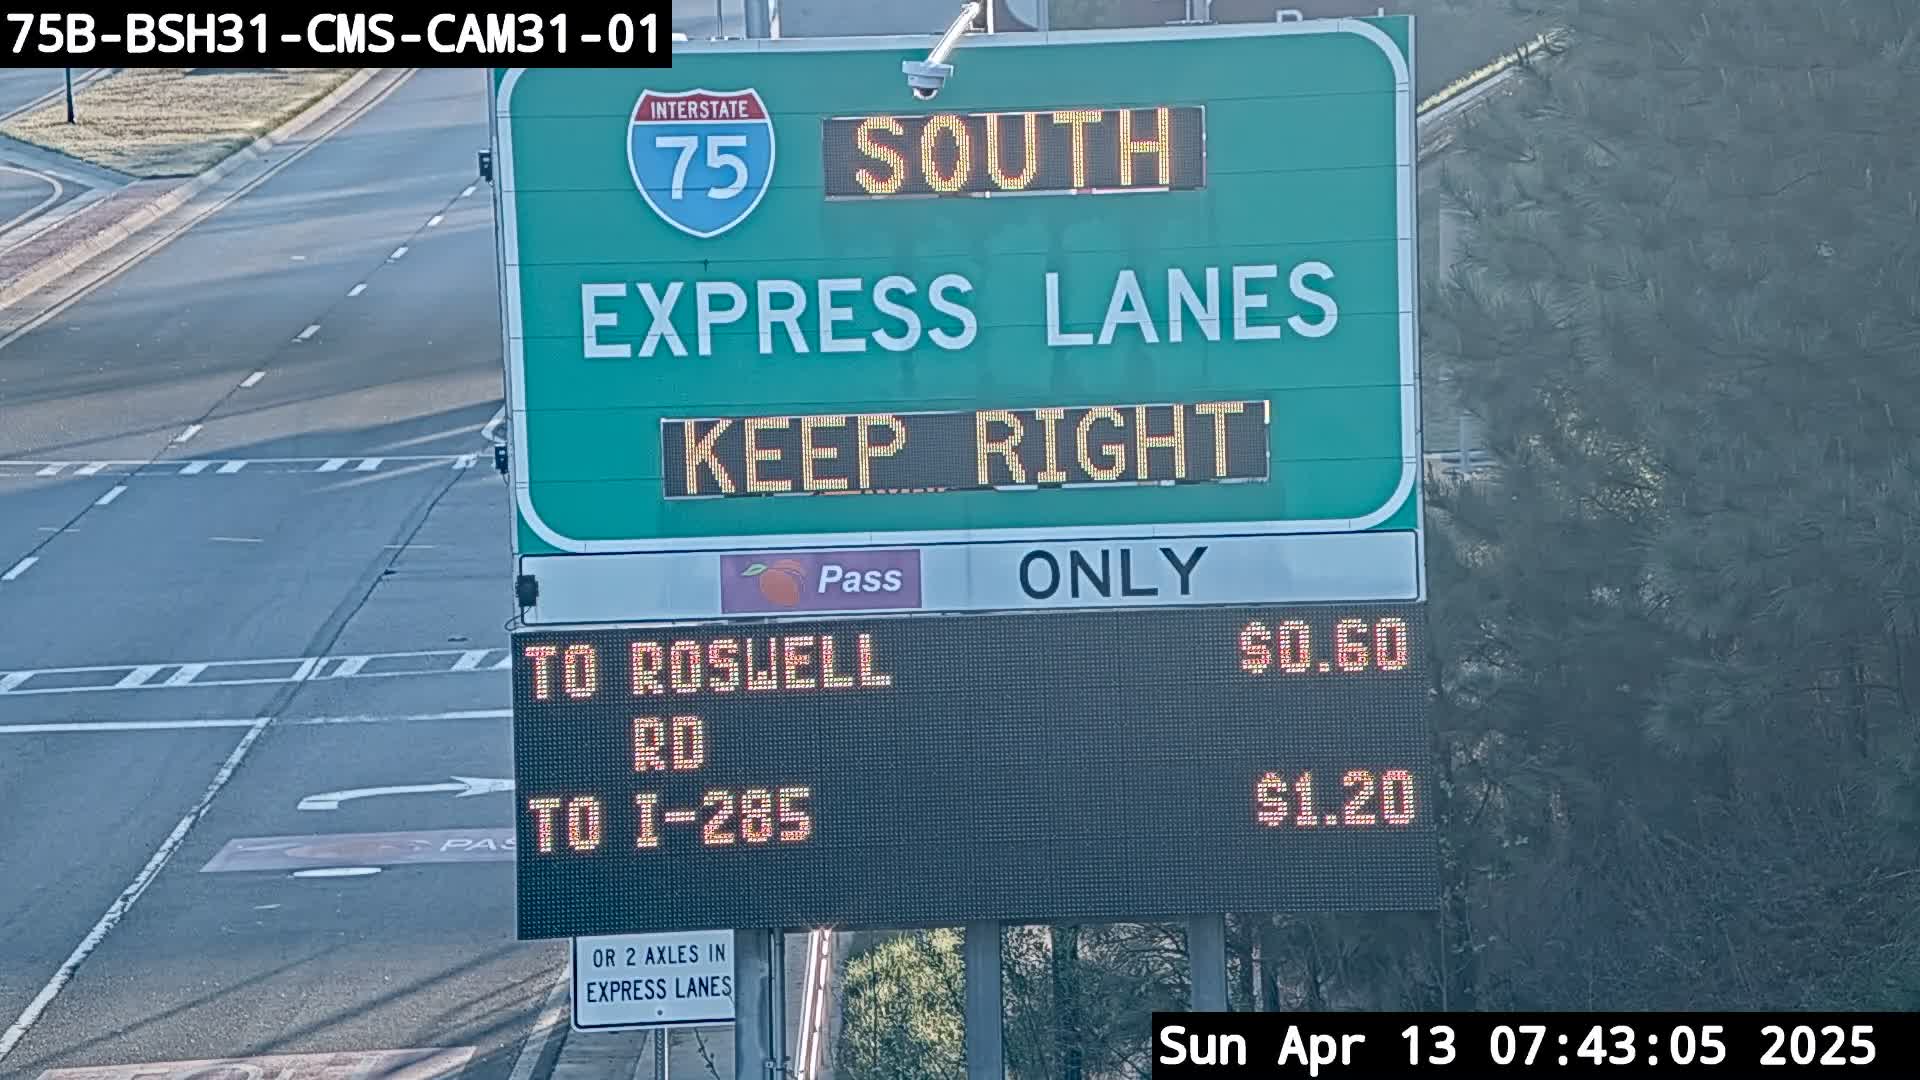 75B-BSH31-CMS-CAM31-01
INTERSTATE
75
SOUTH
EXPRESS LANES
KEEP RIGHT
Pass ONLY
TO ROSWELL $0.60
RD
TO I-285 $1.20
OR 2 AXLES IN
EXPRESS LANES
Sun Apr 13 07:43:05 2025